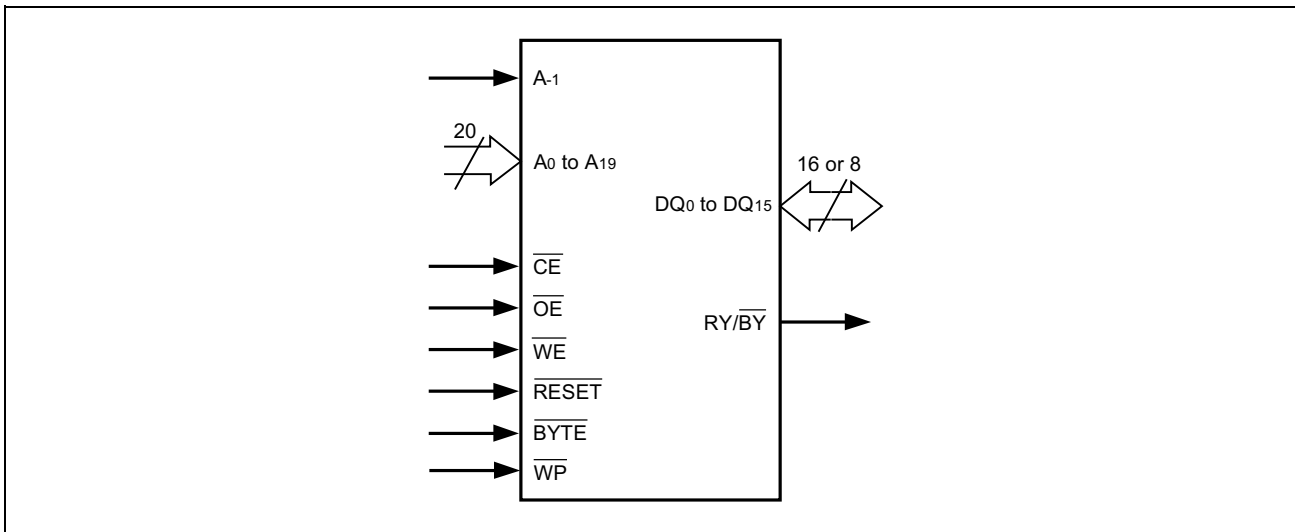 A-1
20
A0 to A19
16 or 8
DQ0 to DQ15
CE
OE
RY/BY
WE
RESET
BYTE
WP